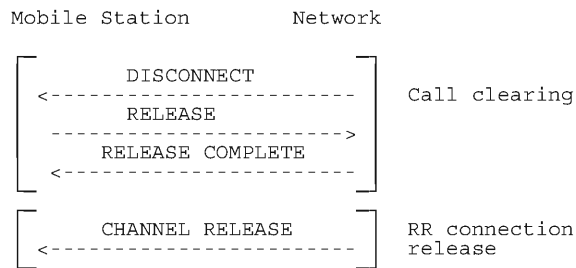 Mobile Station Network
DISCONNECT
Call clearing
RELEASE
RELEASE COMPLETE
CHANNEL RELEASE
RR connection
release